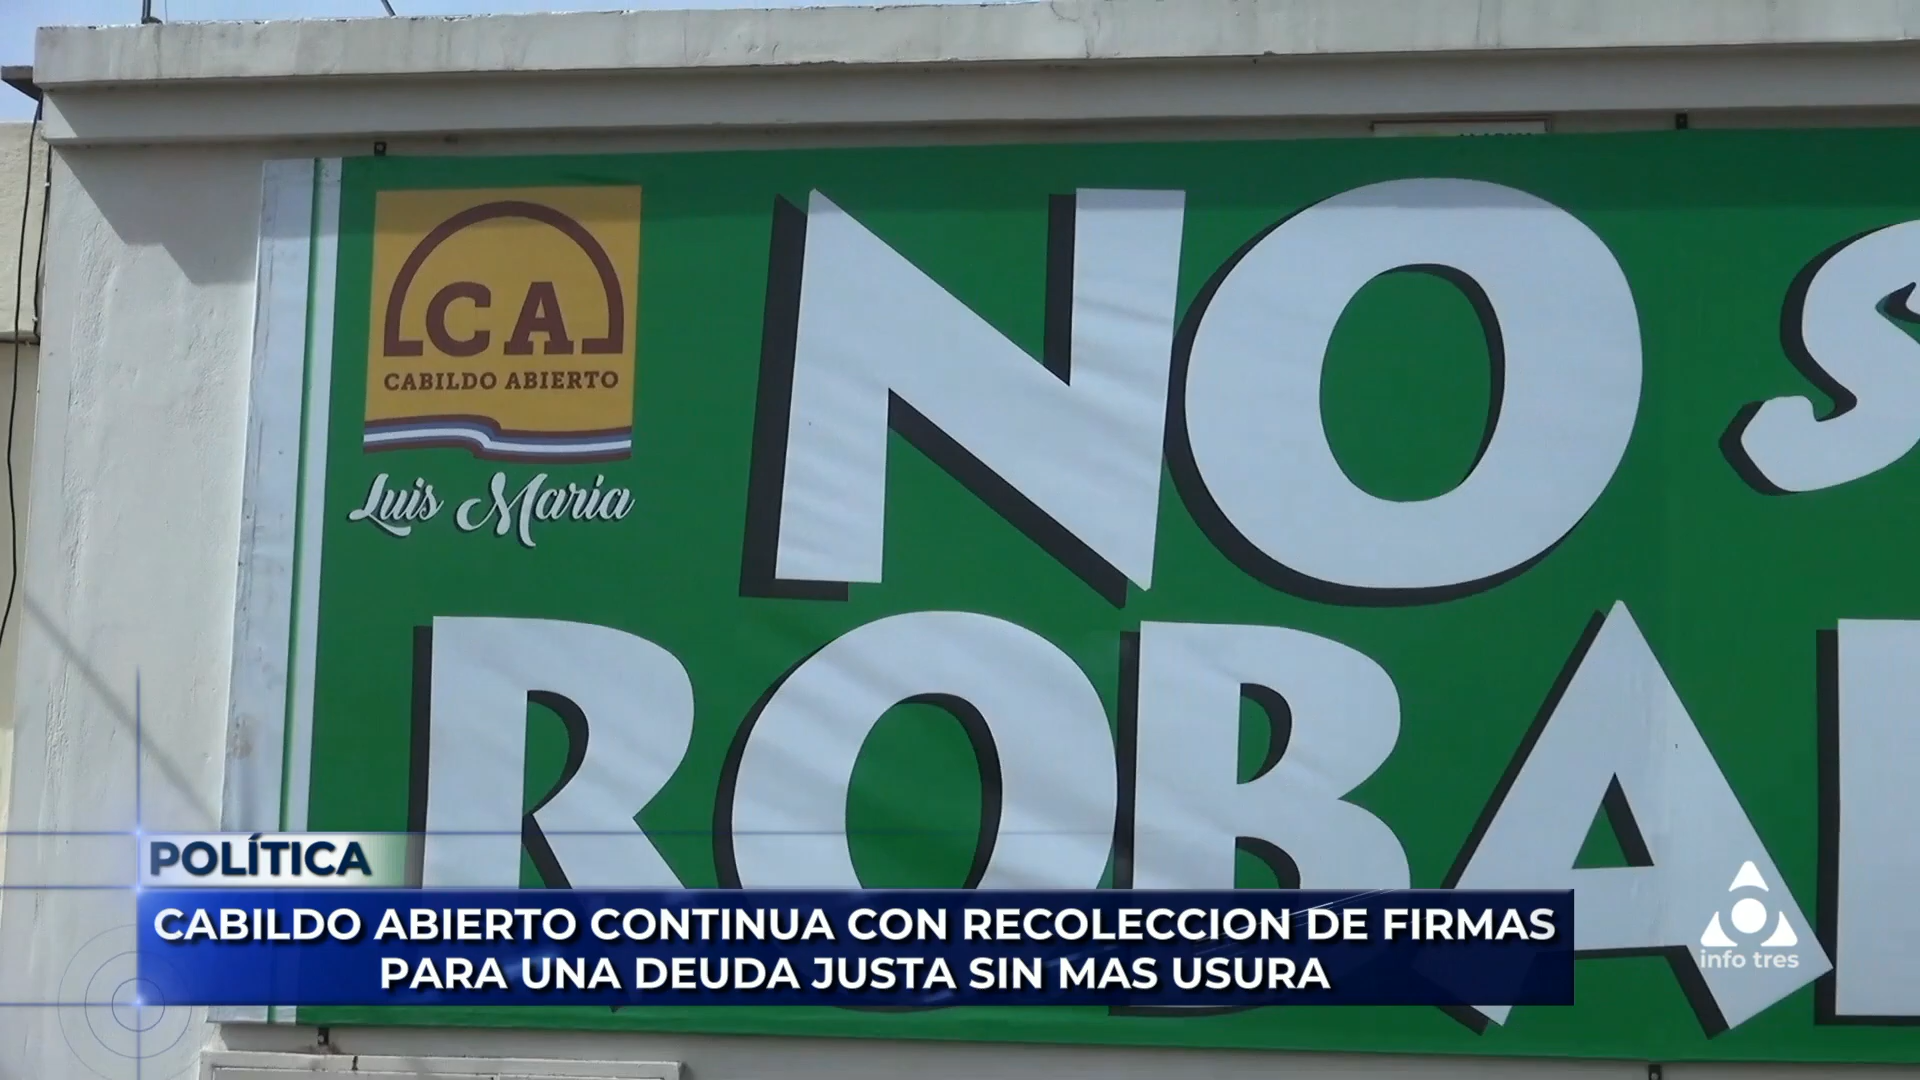 CA
CABILDO ABIERTO
Luis María
NO
ROBA
POLÍTICA
CABILDO ABIERTO CONTINUA CON RECOLECCION DE FIRMAS
PARA UNA DEUDA JUSTA SIN MAS USURA
info tres